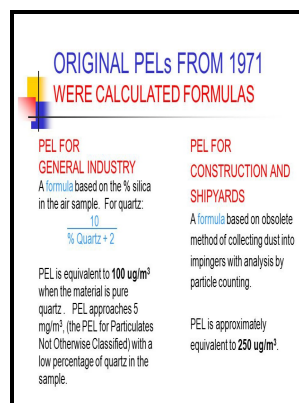 ORIGINAL PELs FROM 1971
WERE CALCULATED FORMULAS
PEL FOR
GENERAL INDUSTRY
A formula based on the % silica
in the air sample. For quartz:
10
% Quartz + 2
PEL is equivalent to 100 ug/m³
when the material is pure
quartz . PEL approaches 5
mg/m³, (the PEL for Particulates
Not Otherwise Classified) with a
low percentage of quartz in the
sample.
PEL FOR
CONSTRUCTION AND
SHIPYARDS
A formula based on obsolete
method of collecting dust into
impingers with analysis by
particle counting.
PEL is approximately
equivalent to 250 ug/m³.